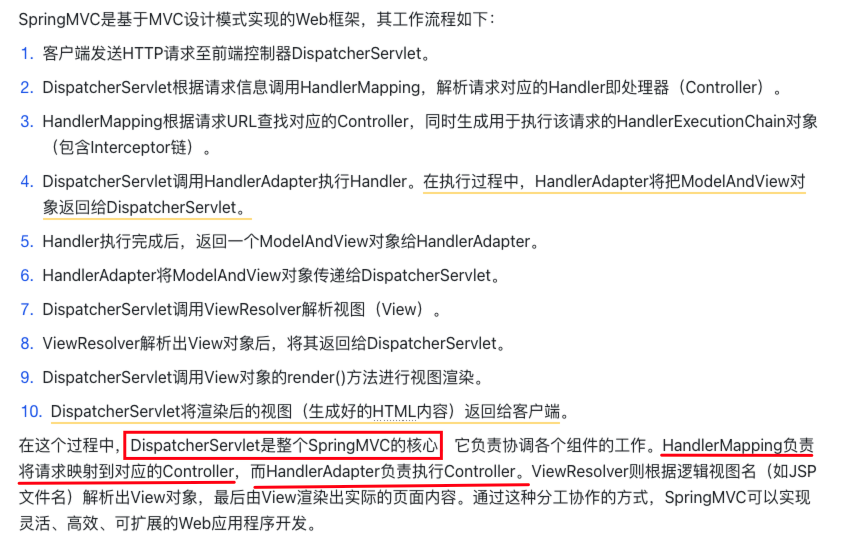 SpringMVC是基于MVC设计模式实现的Web框架，其工作流程如下：
1. 客户端发送HTTP请求至前端控制器DispatcherServlet。
2. DispatcherServlet根据请求信息调用HandlerMapping，解析请求对应的Handler即处理器（Controller）。
3. HandlerMapping根据请求URL查找对应的Controller，同时生成用于执行该请求的HandlerExecutionChain对象
（包含Interceptor链）。
4. DispatcherServlet调用HandlerAdapter执行Handler。在执行过程中，HandlerAdapter将把ModelAndView对
象返回给DispatcherServlet。
5. Handler执行完成后，返回一个ModelAndView对象给HandlerAdapter。
6. HandlerAdapter将ModelAndView对象传递给DispatcherServlet。
7. DispatcherServlet调用ViewResolver解析视图（View）。
8. ViewResolver解析出View对象后，将其返回给DispatcherServlet。
9. DispatcherServlet调用View对象的render()方法进行视图渲染。
10. DispatcherServlet将渲染后的视图（生成好的HTML内容）返回给客户端。
在这个过程中，DispatcherServlet是整个SpringMVC的核心 它负责协调各个组件的工作。HandlerMapping负责
将请求映射到对应的Controller，而HandlerAdapter负责执行Controller。ViewResolver则根据逻辑视图名（如JSP
文件名）解析出View对象，最后由View渲染出实际的页面内容。通过这种分工协作的方式，SpringMVC可以实现
灵活、高效、可扩展的Web应用程序开发。